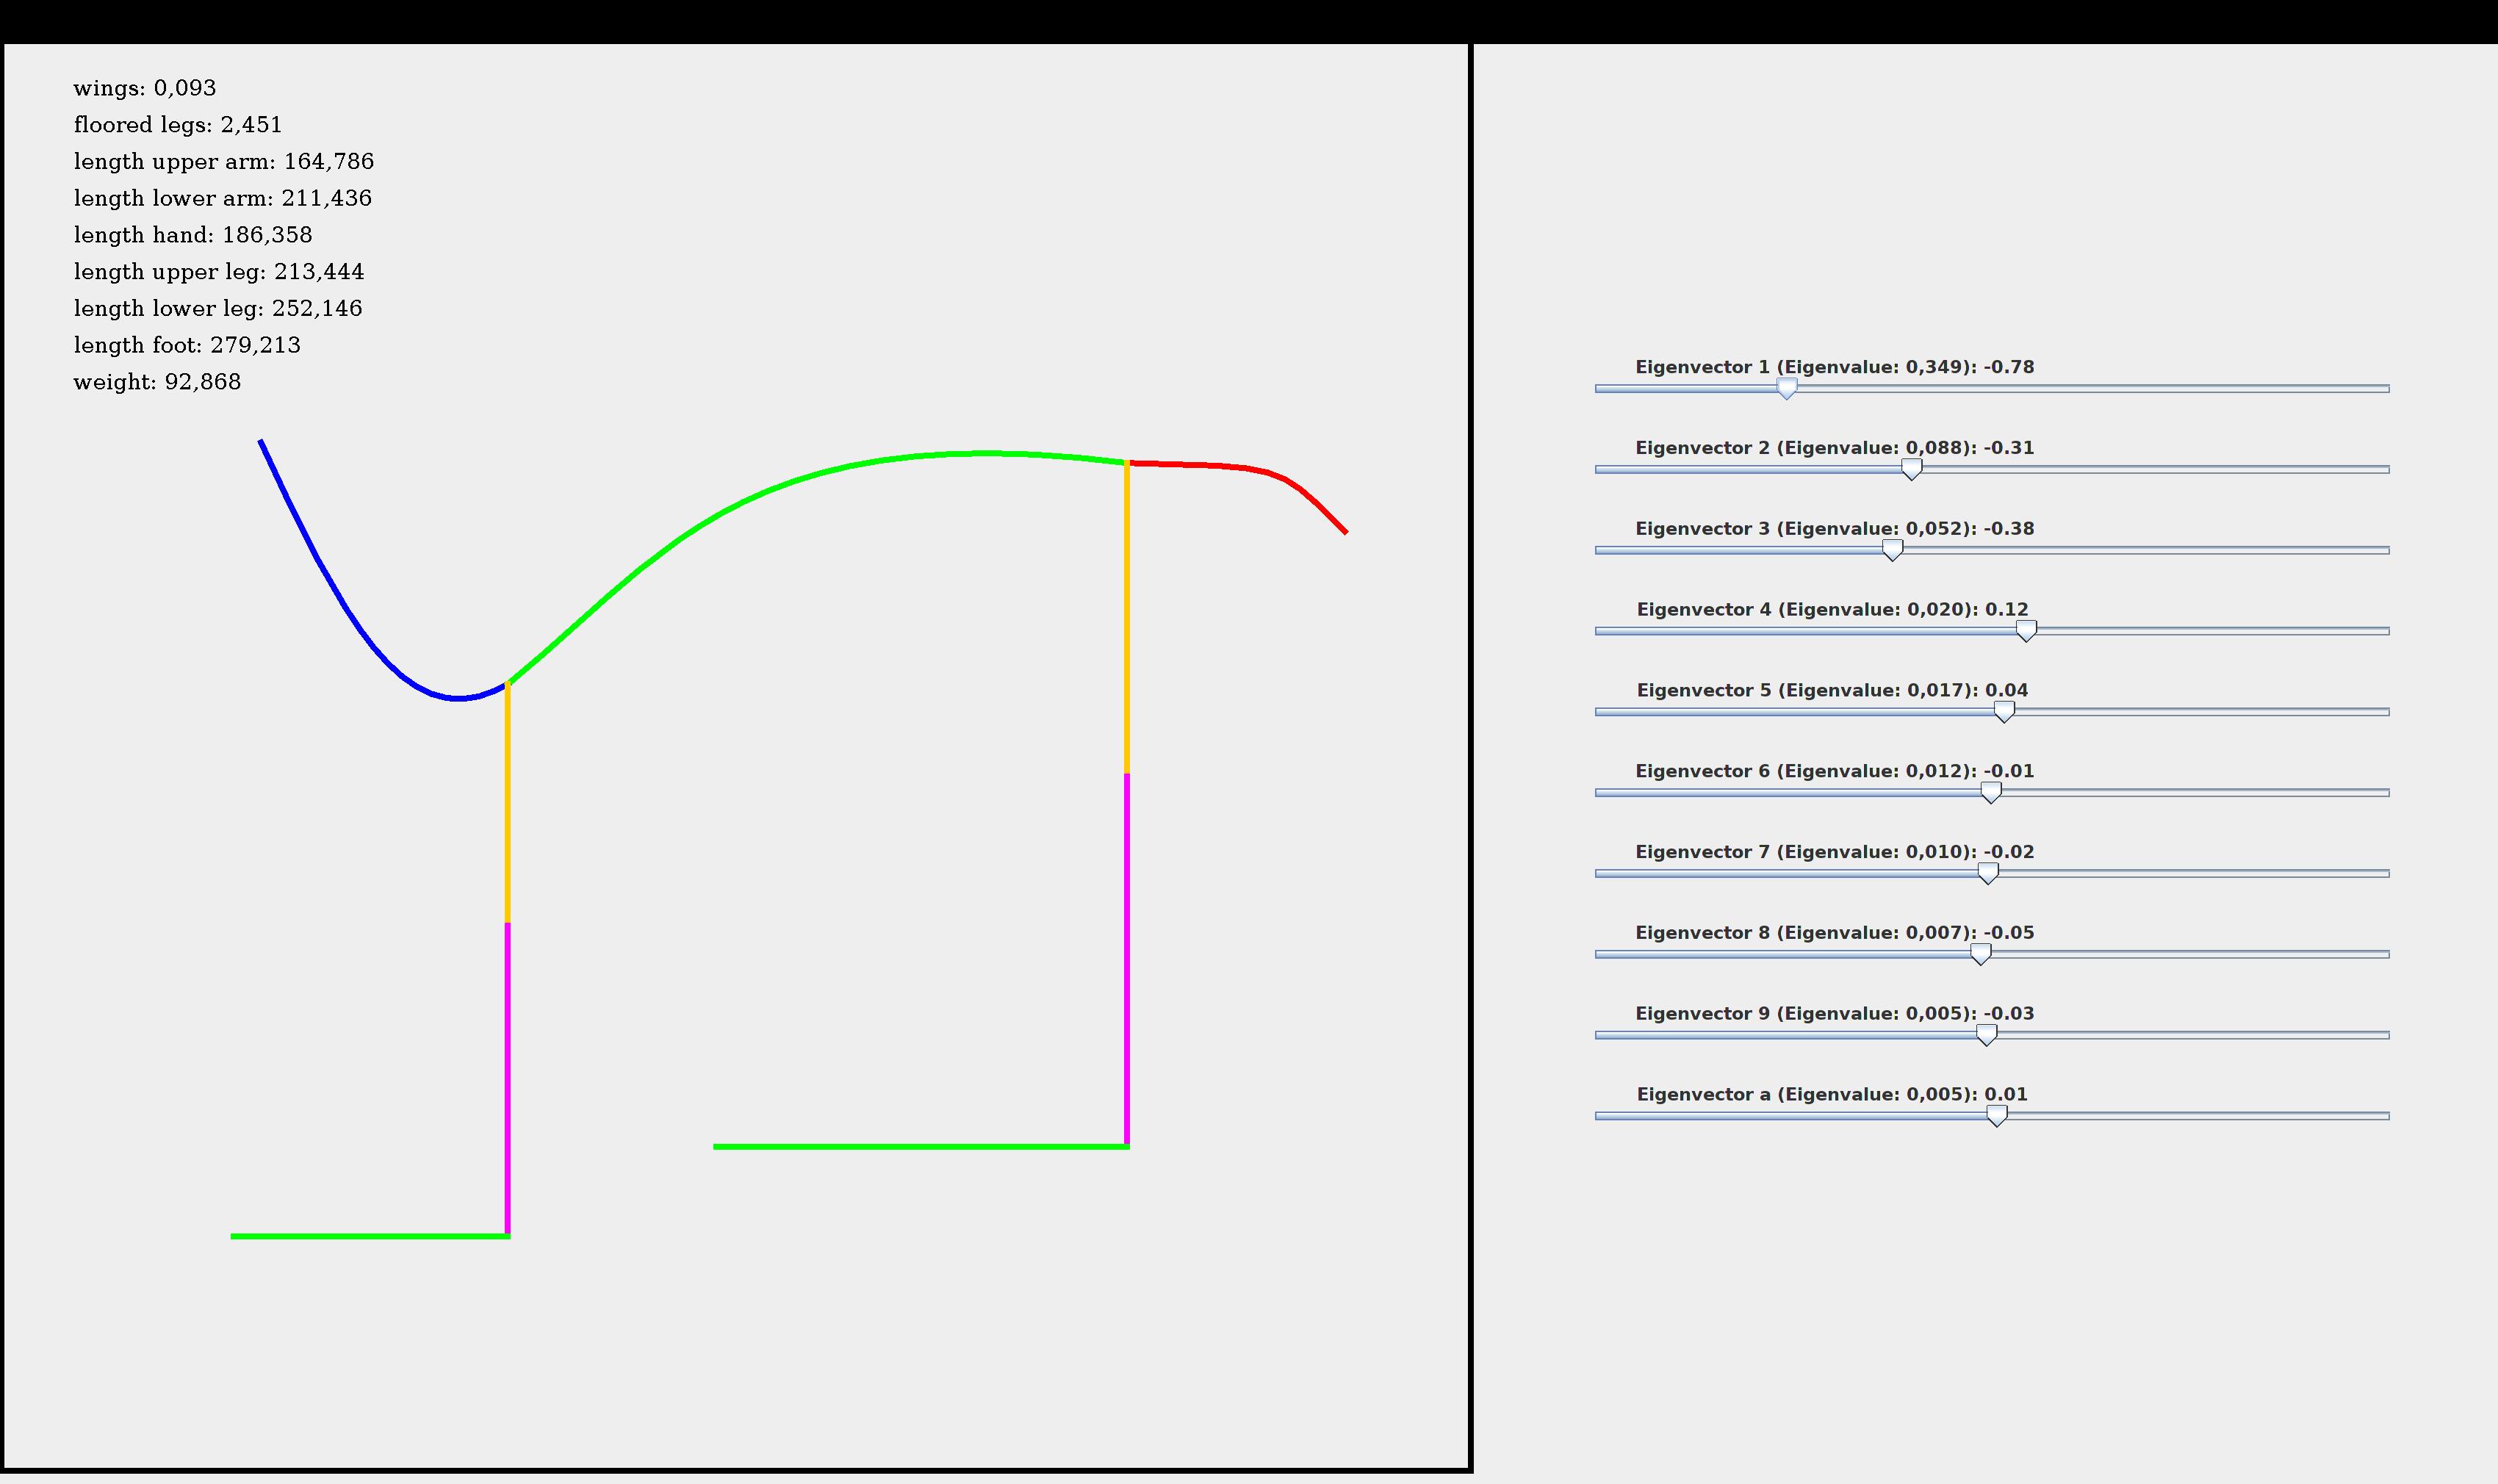 wings: 0,093
floored legs: 2,451
length upper arm: 164,786
length lower arm: 211,436
length hand: 186,358
length upper leg: 213,444
length lower leg: 252,146
length foot: 279,213
weight: 92,868
Eigenvector 1 (Eigenvalue: 0,349): -0.78
Eigenvector 2 (Eigenvalue: 0,088): -0.31
Eigenvector 3 (Eigenvalue: 0,052): -0.38
Eigenvector 4 (Eigenvalue: 0,020): 0.12
Eigenvector 5 (Eigenvalue: 0,017): 0.04
Eigenvector 6 (Eigenvalue: 0,012): -0.01
Eigenvector 7 (Eigenvalue: 0,010): -0.02
Eigenvector 8 (Eigenvalue: 0,007): -0.05
Eigenvector 9 (Eigenvalue: 0,005): -0.03
Eigenvector a (Eigenvalue: 0,005): 0.01